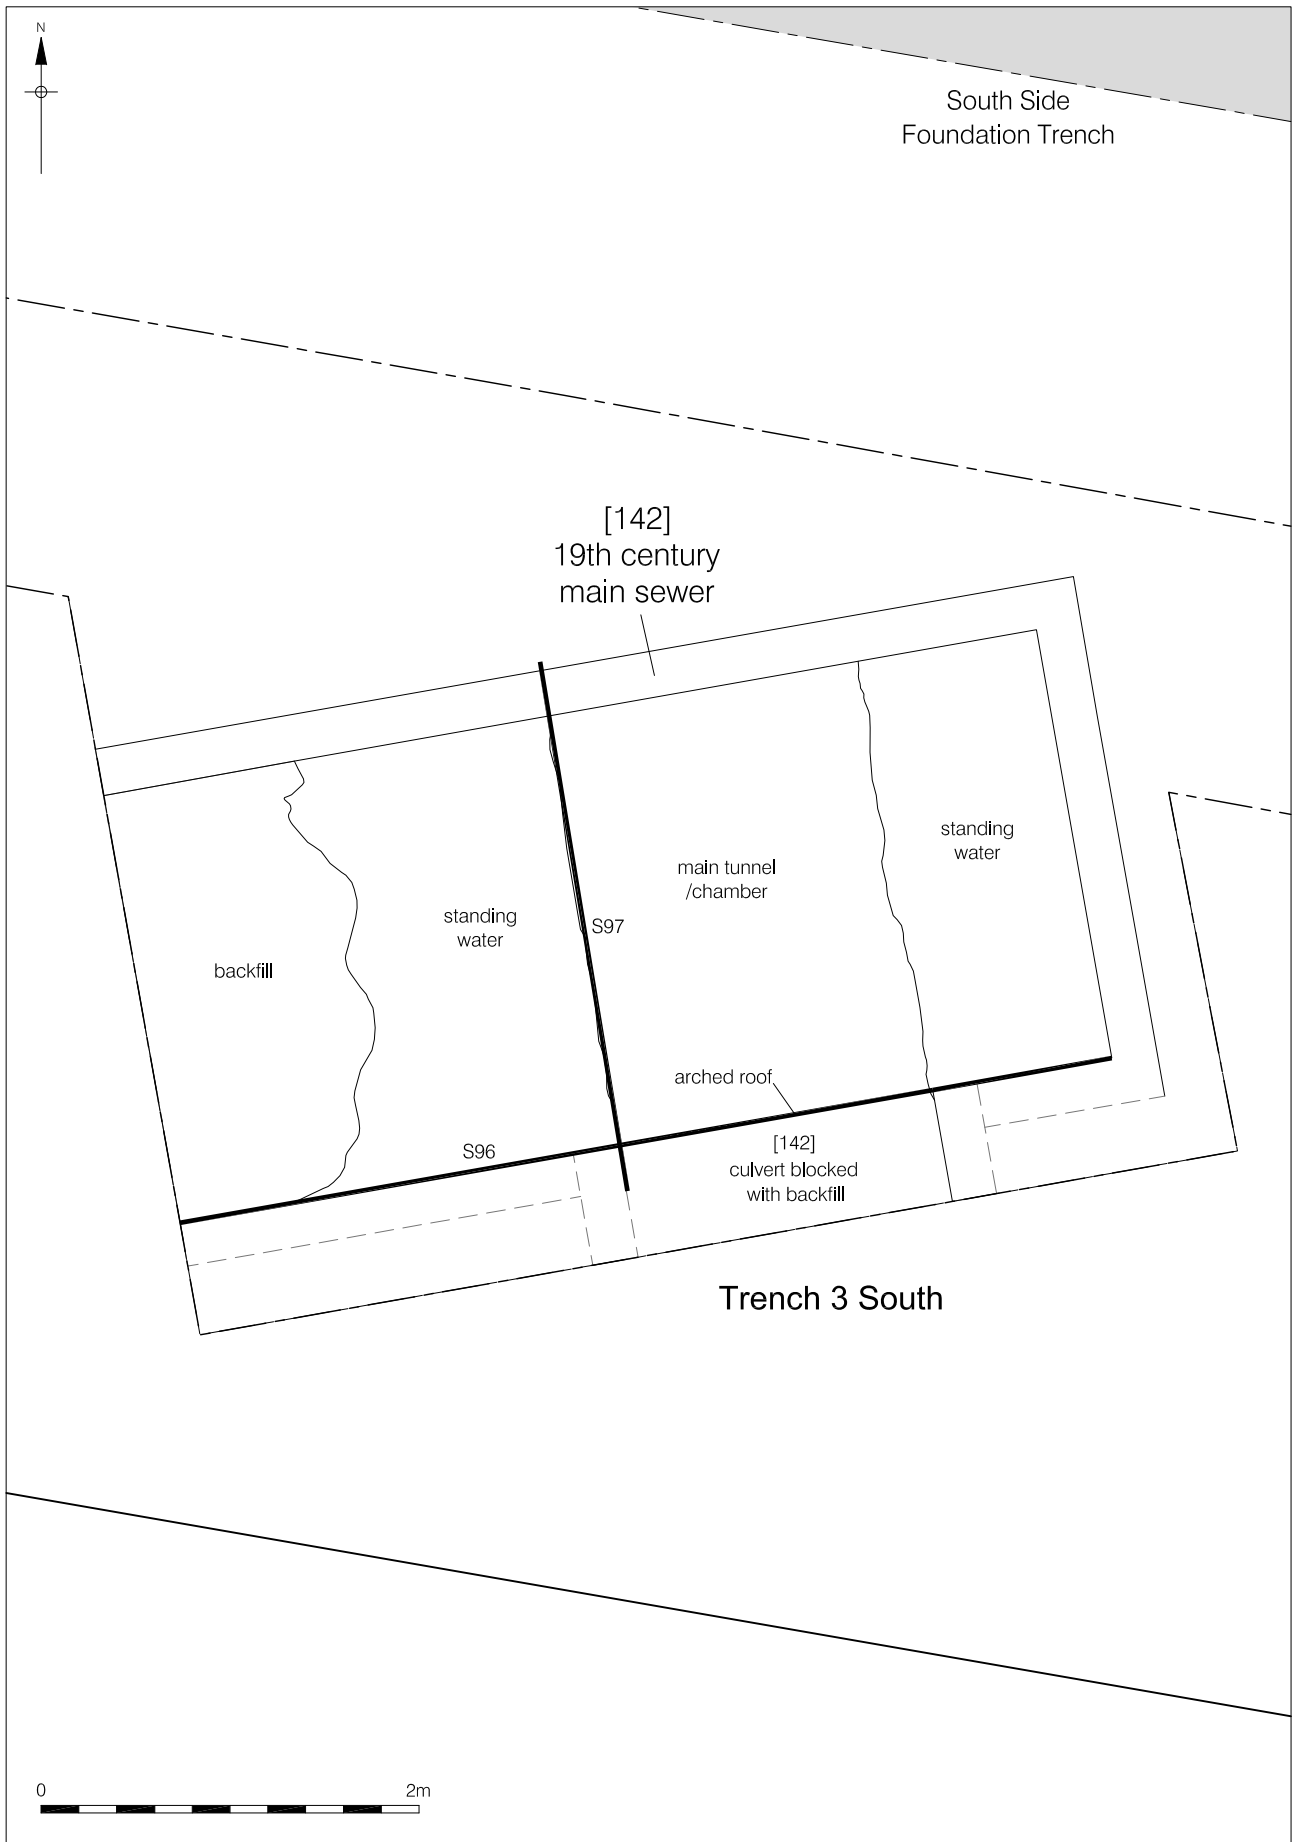 N
South Side
Foundation Trench
[142]
19th century
main sewer
standing
water
main tunnel
/chamber
standing
water
S97
backfill
arched roof
S96
[142]
culvert blocked
with backfill
Trench 3 South
0
2m